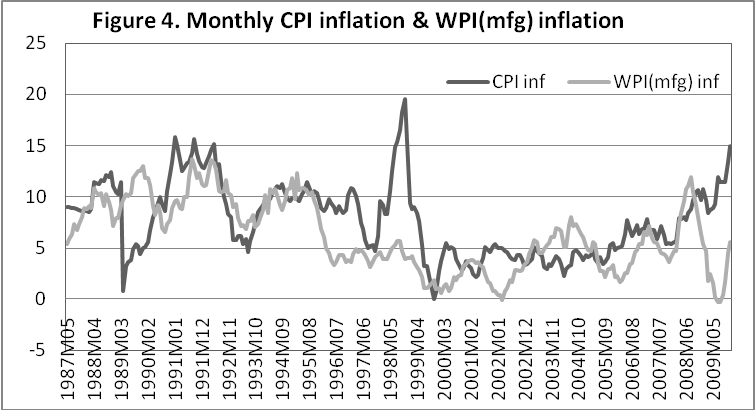 Figure 4. Monthly CPI inflation & WPI(mfg) inflation
25
20
15
10
5
0
-5
CPI inf
WPI(mfg) inf
1987M05
1988M04
1989M03
1990M02
1991M01
1991M12
1992M11
1993M10
1994M09
1995M08
1996M07
1997M06
1998M05
1999M04
2000M03
2001M02
2002M01
2002M12
2003M11
2004M10
2005M09
2006M08
2007M07
2008M06
2009M05